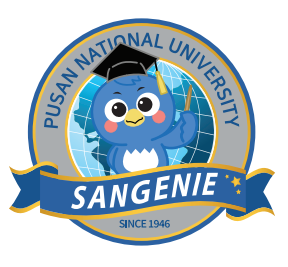 PUSAN NATIONAL UNIVERSITY
SANGENIE
SINCE 1946